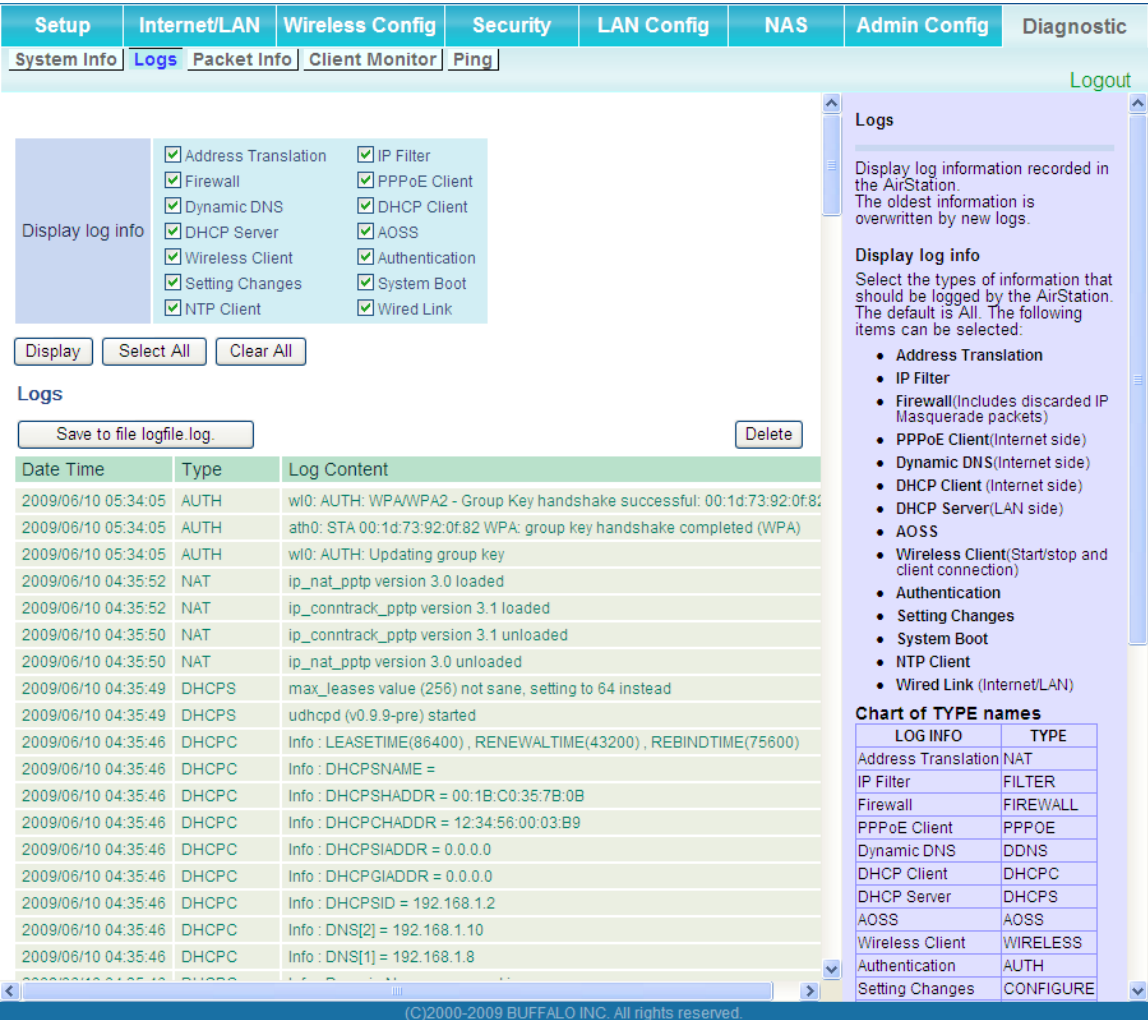 Setup Internet/LAN Wireless Config Security LAN Config NAS Admin Config Diagnostic
System Info Logs Packet Info Client Monitor Ping
Logout
Display log info
Address Translation IP Filter
Firewall PPPoE Client
Dynamic DNS DHCP Client
DHCP Server AOSS
Wireless Client Authentication
Setting Changes System Boot
NTP Client Wired Link
Display Select All Clear All
Logs
Save to file logfile.log. Delete
Date Time Type Log Content
2009/06/10 05:34:05 AUTH wl0: AUTH: WPA/WPA2 - Group Key handshake successful: 00:1d:73:92:0f:82
2009/06/10 05:34:05 AUTH ath0: STA 00:1d:73:92:0f:82 WPA: group key handshake completed (WPA)
2009/06/10 05:34:05 AUTH wl0: AUTH: Updating group key
2009/06/10 04:35:52 NAT ip_nat_pptp version 3.0 loaded
2009/06/10 04:35:52 NAT ip_conntrack_pptp version 3.1 loaded
2009/06/10 04:35:50 NAT ip_conntrack_pptp version 3.1 unloaded
2009/06/10 04:35:50 NAT ip_nat_pptp version 3.0 unloaded
2009/06/10 04:35:49 DHCPS max_leases value (256) not sane, setting to 64 instead
2009/06/10 04:35:49 DHCPS udhcpd (v0.9.9-pre) started
2009/06/10 04:35:46 DHCPC Info : LEASETIME(86400) , RENEWALTIME(43200) , REBINDTIME(75600)
2009/06/10 04:35:46 DHCPC Info : DHCPSNAME =
2009/06/10 04:35:46 DHCPC Info : DHCPSHADDR = 00:1B:C0:35:7B:0B
2009/06/10 04:35:46 DHCPC Info : DHCPCHADDR = 12:34:56:00:03:B9
2009/06/10 04:35:46 DHCPC Info : DHCPSIADDR = 0.0.0.0
2009/06/10 04:35:46 DHCPC Info : DHCPGIADDR = 0.0.0.0
2009/06/10 04:35:46 DHCPC Info : DHCPSID = 192.168.1.2
2009/06/10 04:35:46 DHCPC Info : DNS[2] = 192.168.1.10
2009/06/10 04:35:46 DHCPC Info : DNS[1] = 192.168.1.8
Logs
Display log information recorded in
the AirStation.
The oldest information is
overwritten by new logs.
Display log info
Select the types of information that
should be logged by the AirStation.
The default is All. The following
items can be selected:
• Address Translation
• IP Filter
• Firewall(Includes discarded IP
Masquerade packets)
• PPPoE Client(Internet side)
• Dynamic DNS(Internet side)
• DHCP Client (Internet side)
• DHCP Server(LAN side)
• AOSS
• Wireless Client(Start/stop and
client connection)
• Authentication
• Setting Changes
• System Boot
• NTP Client
• Wired Link (Internet/LAN)
Chart of TYPE names
LOG INFO TYPE
Address Translation NAT
IP Filter FILTER
Firewall FIREWALL
PPPoE Client PPPOE
Dynamic DNS DDNS
DHCP Client DHCPC
DHCP Server DHCPS
AOSS AOSS
Wireless Client WIRELESS
Authentication AUTH
Setting Changes CONFIGURE
(C)2000-2009 BUFFALO INC. All rights reserved.